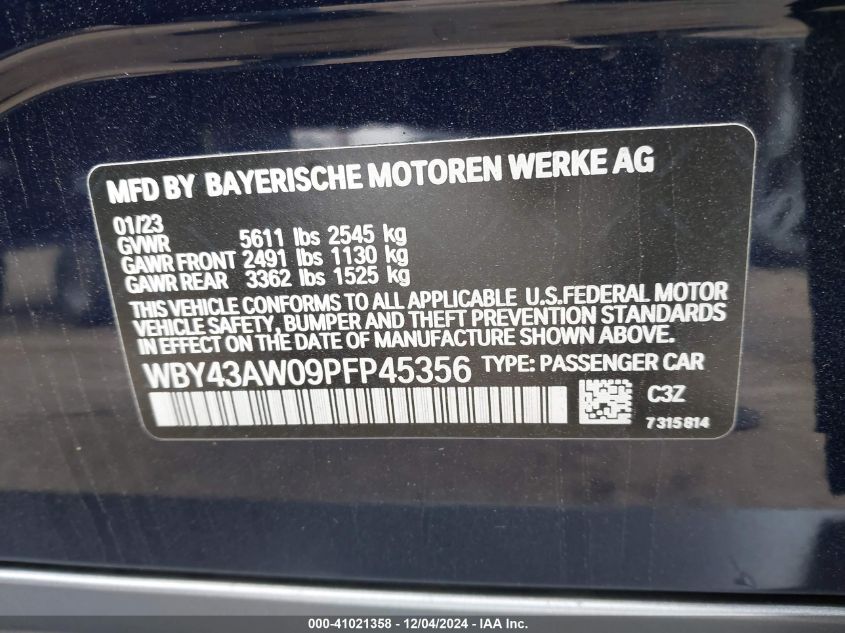 MFD BY BAYERISCHE MOTOREN WERKE AG
01/23
GVWR 5611 lbs 2545 kg
GAWR FRONT 2491 lbs 1130 kg
GAWR REAR 3362 lbs 1525 kg
THIS VEHICLE CONFORMS TO ALL APPLICABLE U.S.FEDERAL MOTOR
VEHICLE SAFETY, BUMPER AND THEFT PREVENTION STANDARDS
IN EFFECT ON THE DATE OF MANUFACTURE SHOWN ABOVE.
WBY43AW09PFP45356 TYPE: PASSENGER CAR
C3Z
7315814
000-41021358 - 12/04/2024 - IAA Inc.